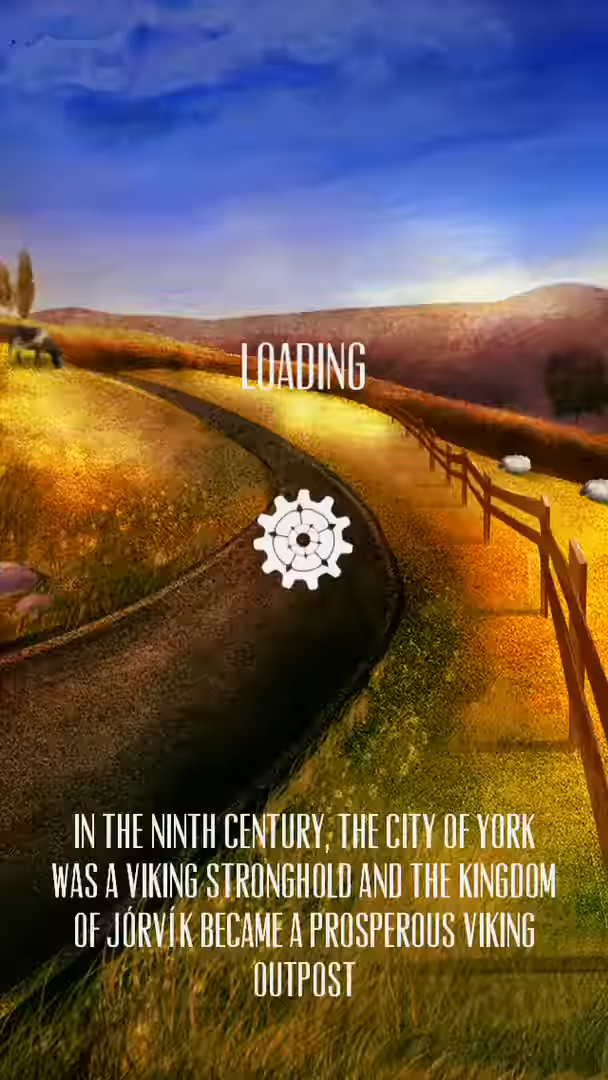 LOADING
IN THE NINTH CENTURY, THE CITY OF YORK
WAS A VIKING STRONGHOLD AND THE KINGDOM
OF JÓRVÍK BECAME A PROSPEROUS VIKING
OUTPOST